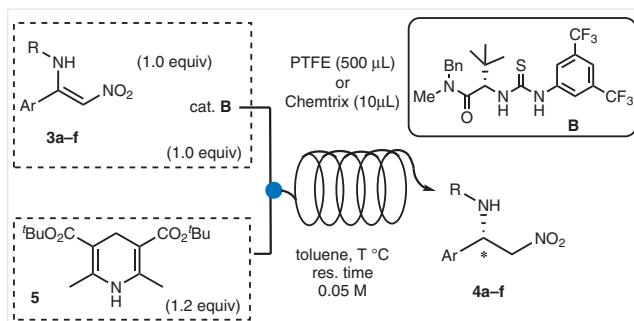 R
NH
(1.0 equiv)
Ar
NO₂
3a–f
cat. B
(1.0 equiv)
ᵗBuO₂C
CO₂ᵗBu
5
N
H
(1.2 equiv)
PTFE (500 μL)
or
Chemtrix (10μL)
toluene, T °C
res. time
0.05 M
Bn
N
Me
O
N
H
S
N
H
CF₃
CF₃
B
R
NH
Ar
*
NO₂
4a–f